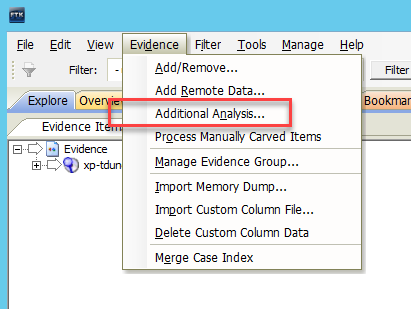 FTK
File Edit View Evidence Filter Tools Manage Help
Filter: - Filter
Add/Remove...
Add Remote Data...
Explore Overview Bookmar
Additional Analysis...
Evidence Item
Process Manually Carved Items
Evidence
Manage Evidence Group...
xp-tdun
Import Memory Dump...
Import Custom Column File...
Delete Custom Column Data
Merge Case Index